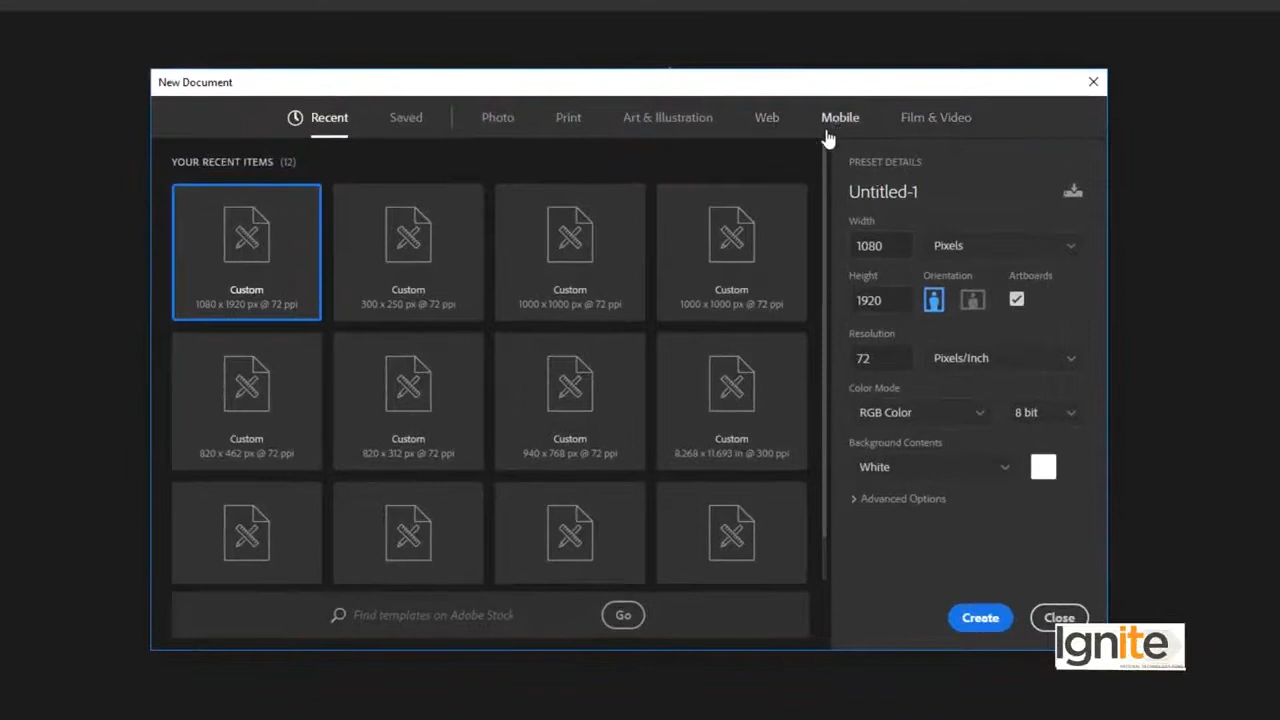 New Document
Recent
Saved
Photo
Print
Art & Illustration
Web
Mobile
Film & Video
YOUR RECENT ITEMS (12)
Custom
1080 x 1920 px @ 72 ppi
Custom
300 x 250 px @ 72 ppi
Custom
1000 x 1000 px @ 72 ppi
Custom
1000 x 1000 px @ 72 ppi
Custom
820 x 462 px @ 72 ppi
Custom
820 x 312 px @ 72 ppi
Custom
940 x 768 px @ 72 ppi
Custom
8.268 x 11.693 in @ 300 ppi
Find templates on Adobe Stock
Go
PRESET DETAILS
Untitled-1
Width
1080
Pixels
Height
Orientation
Artboards
1920
Resolution
72
Pixels/Inch
Color Mode
RGB Color
8 bit
Background Contents
White
Advanced Options
Create
Close
Ignite